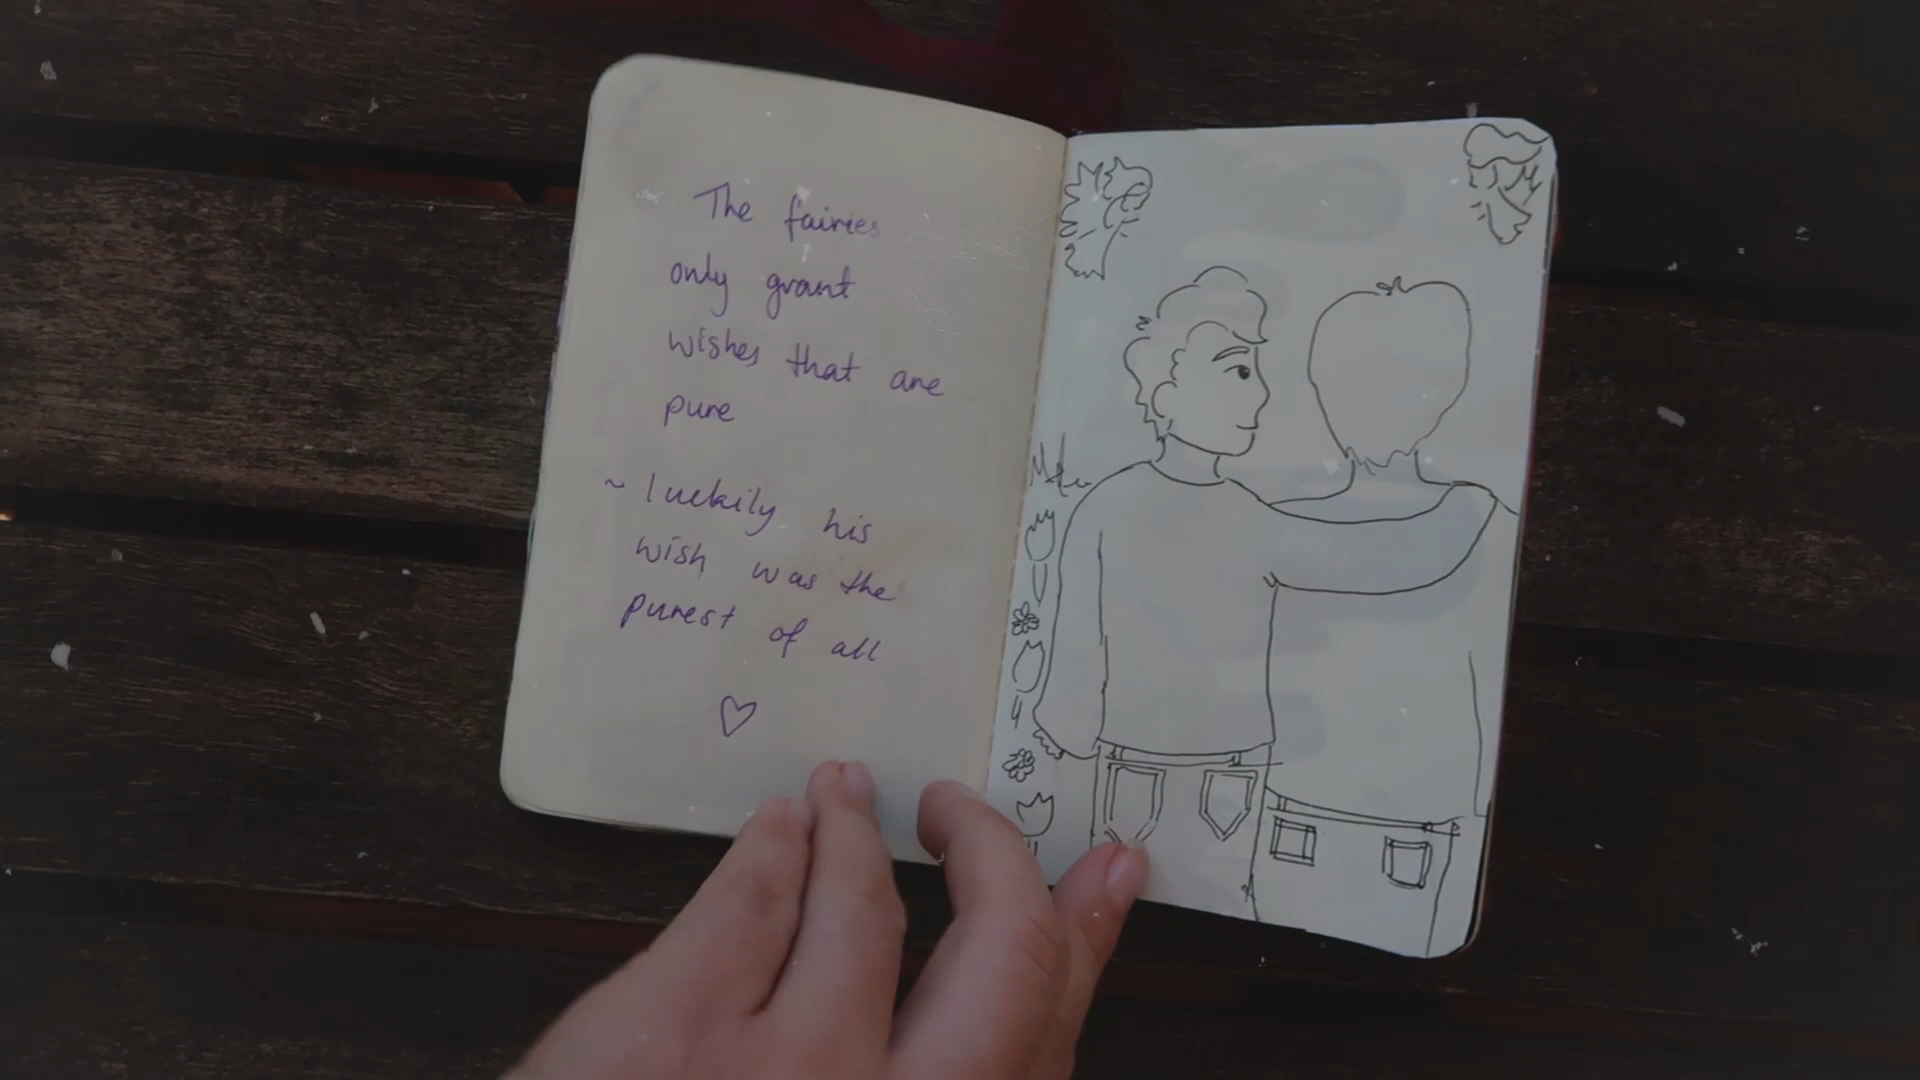 The fairies
only grant
wishes that are
pure
~ luckily his
wish was the
purest of all
♡